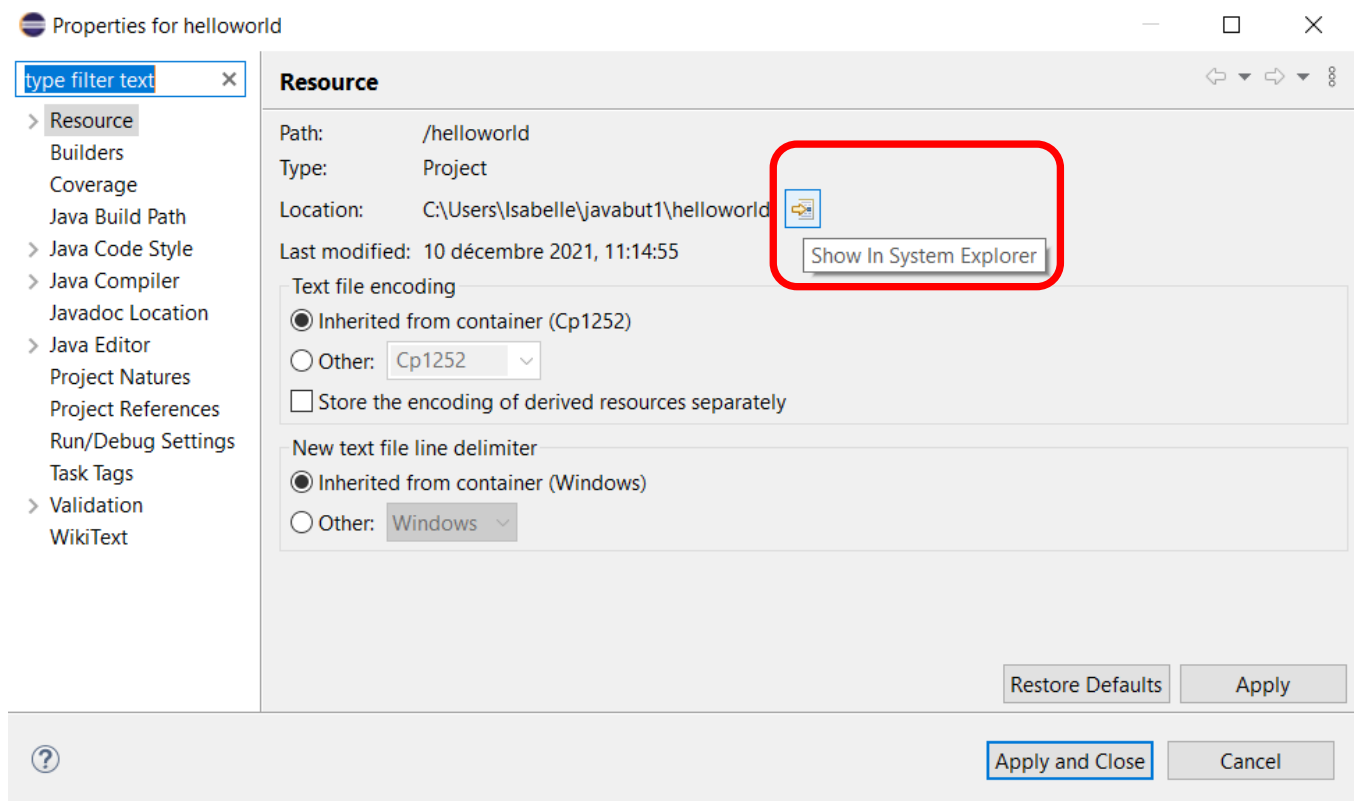 Properties for helloworld
type filter text
Resource
Builders
Coverage
Java Build Path
Java Code Style
Java Compiler
Javadoc Location
Java Editor
Project Natures
Project References
Run/Debug Settings
Task Tags
Validation
WikiText
Resource
Path: /helloworld
Type: Project
Location: C:\Users\Isabelle\javabut1\helloworld
Show In System Explorer
Last modified: 10 décembre 2021, 11:14:55
Text file encoding
Inherited from container (Cp1252)
Other: Cp1252
Store the encoding of derived resources separately
New text file line delimiter
Inherited from container (Windows)
Other: Windows
Restore Defaults Apply
? Apply and Close Cancel